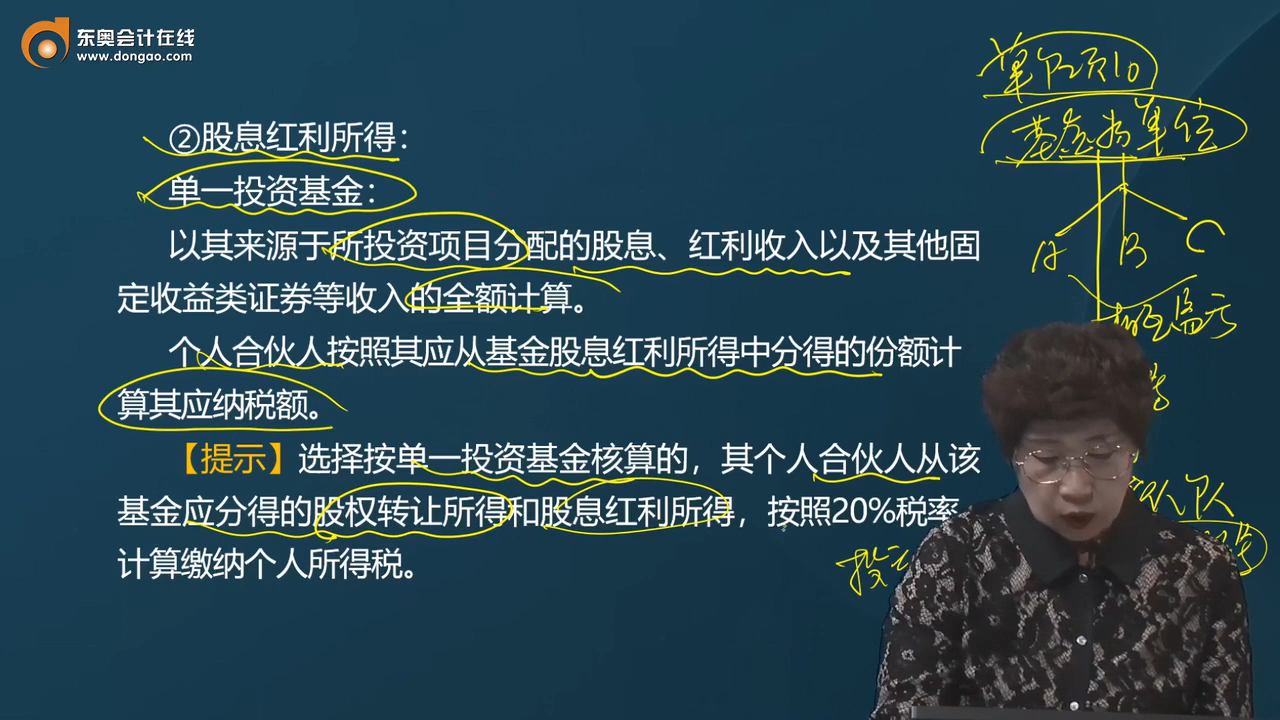 东奥会计在线
www.dongao.com
②股息红利所得：
单一投资基金：
以其来源于所投资项目分配的股息、红利收入以及其他固
定收益类证券等收入的全额计算。
个人合伙人按照其应从基金股息红利所得中分得的份额计
算其应纳税额。
【提示】选择按单一投资基金核算的，其个人合伙人从该
基金应分得的股权转让所得和股息红利所得，按照20%税率
计算缴纳个人所得税。
基金为单位
A B C